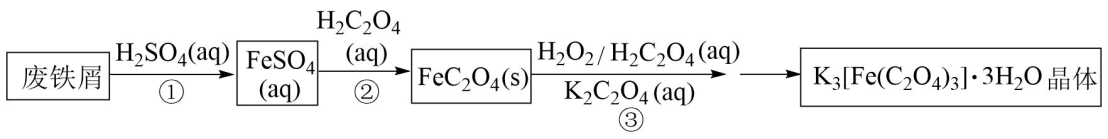 废铁屑
H₂SO₄(aq)
①
FeSO₄
(aq)
H₂C₂O₄
(aq)
②
FeC₂O₄(s)
H₂O₂/H₂C₂O₄(aq)
K₂C₂O₄(aq)
③
K₃[Fe(C₂O₄)₃]·3H₂O晶体